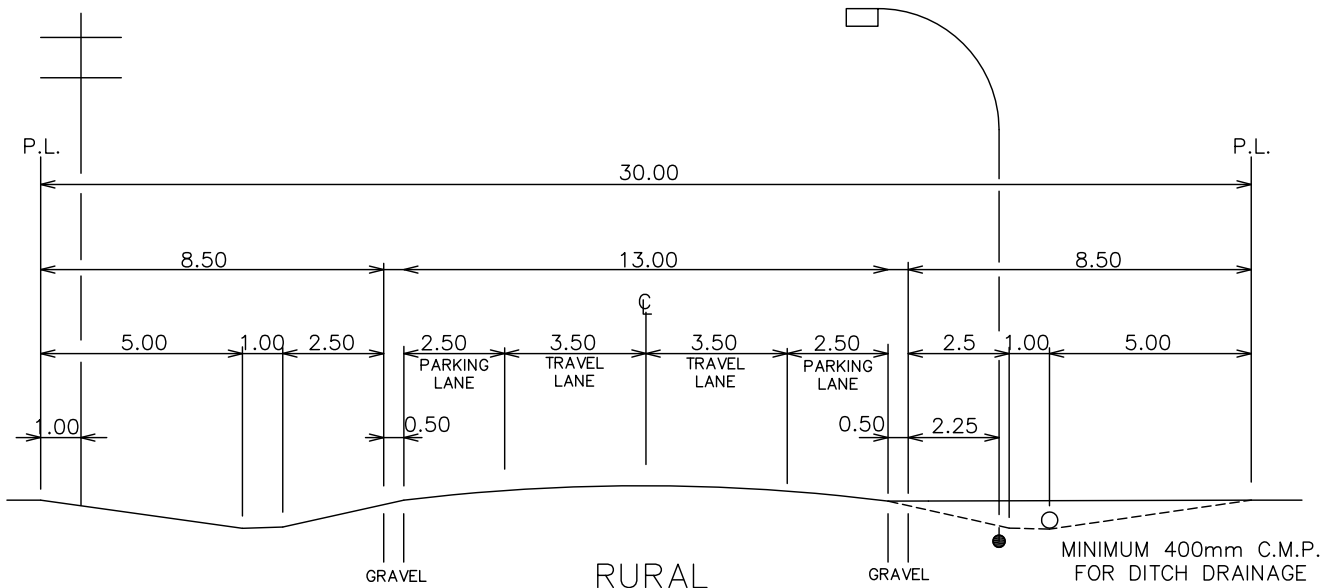 P.L.
P.L.
30.00
8.50
13.00
8.50
℄
5.00
1.00
2.50
2.50
3.50
3.50
2.50
2.5
1.00
5.00
PARKING
LANE
TRAVEL
LANE
TRAVEL
LANE
PARKING
LANE
1.00
0.50
0.50
2.25
GRAVEL
RURAL
GRAVEL
MINIMUM 400mm C.M.P.
FOR DITCH DRAINAGE